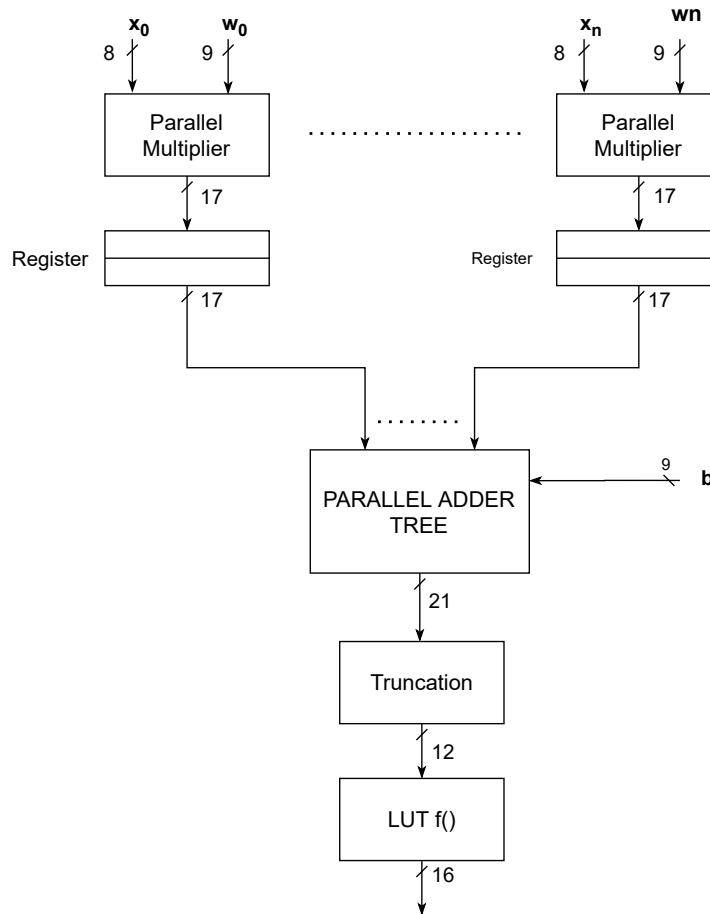 x0 w0 xn wn
8 9 8 9
Parallel Multiplier
Parallel Multiplier
17 17
Register Register
17 17
9 b
PARALLEL ADDER
TREE
21
Truncation
12
LUT f()
16